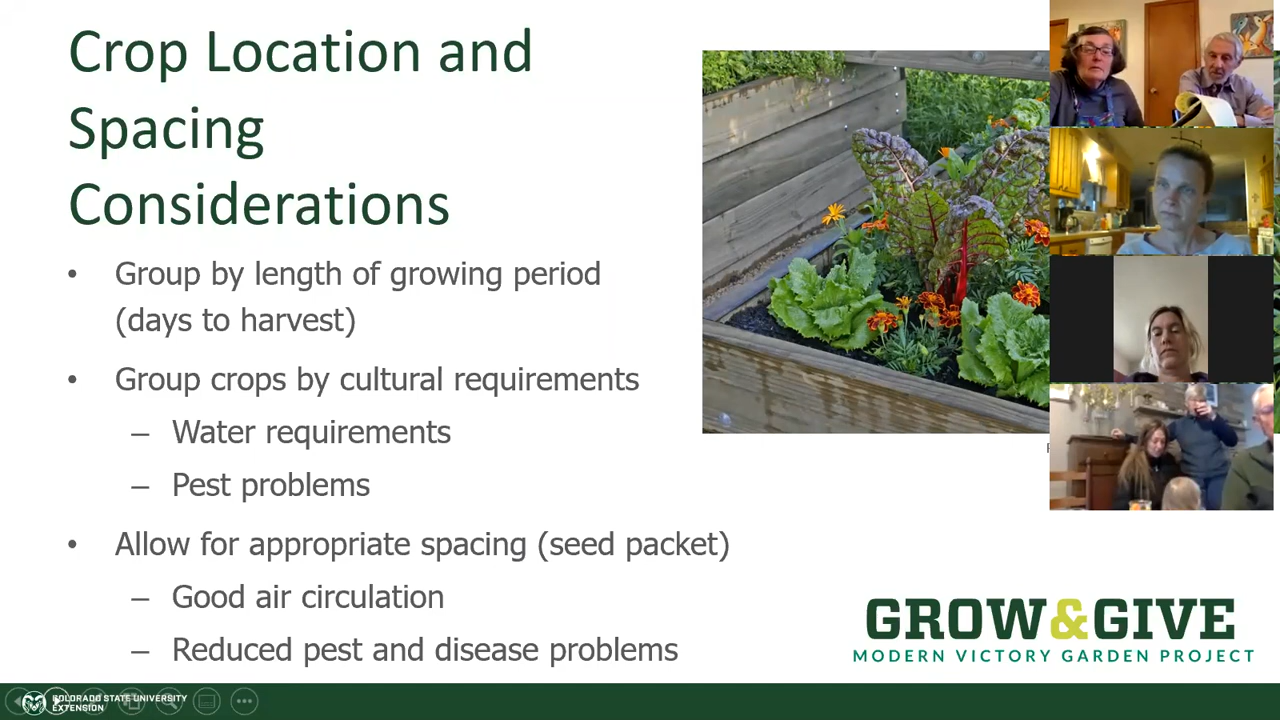 Crop Location and
Spacing
Considerations
• Group by length of growing period
(days to harvest)
• Group crops by cultural requirements
– Water requirements
– Pest problems
• Allow for appropriate spacing (seed packet)
– Good air circulation
– Reduced pest and disease problems
GROW&GIVE
MODERN VICTORY GARDEN PROJECT
COLORADO STATE UNIVERSITY
EXTENSION